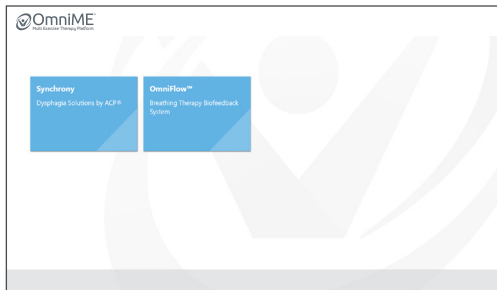 OmniME
Multi Exercise Therapy Platform
Synchrony
Dysphagia Solutions by ACP®
OmniFlow™
Breathing Therapy Biofeedback
System